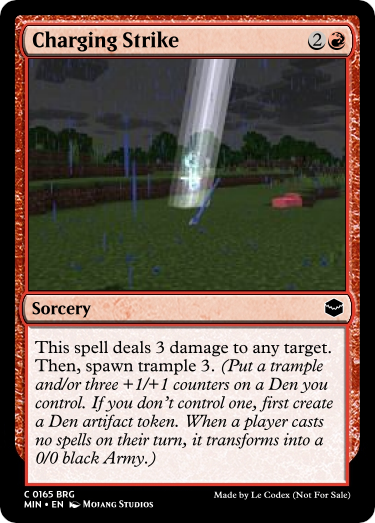 Charging Strike 2
Sorcery
This spell deals 3 damage to any target.
Then, spawn trample 3. (Put a trample
and/or three +1/+1 counters on a Den you
control. If you don't control one, first create
a Den artifact token. When a player casts
no spells on their turn, it transforms into a
0/0 black Army.)
C 0165 BRG
MIN • EN Mojang Studios
Made by Le Codex (Not For Sale)